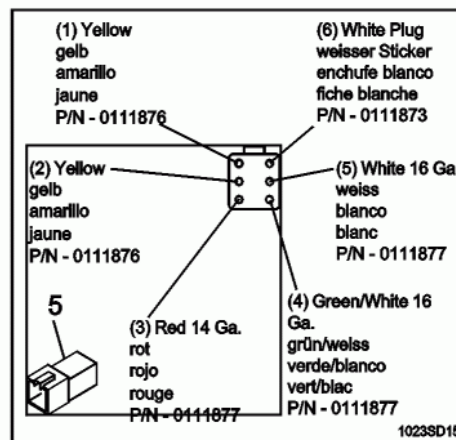 (1) Yellow
gelb
amarillo
jaune
P/N - 0111876
(6) White Plug
weisser Sticker
enchufe blanco
fiche blanche
P/N - 0111873
(2) Yellow
gelb
amarillo
jaune
P/N - 0111876
(5) White 16 Ga.
weiss
blanco
blanc
P/N - 0111877
5
(3) Red 14 Ga.
rot
rojo
rouge
P/N - 0111877
(4) Green/White 16
Ga.
grün/weiss
verde/blanco
vert/blac
P/N - 0111877
1023SD15